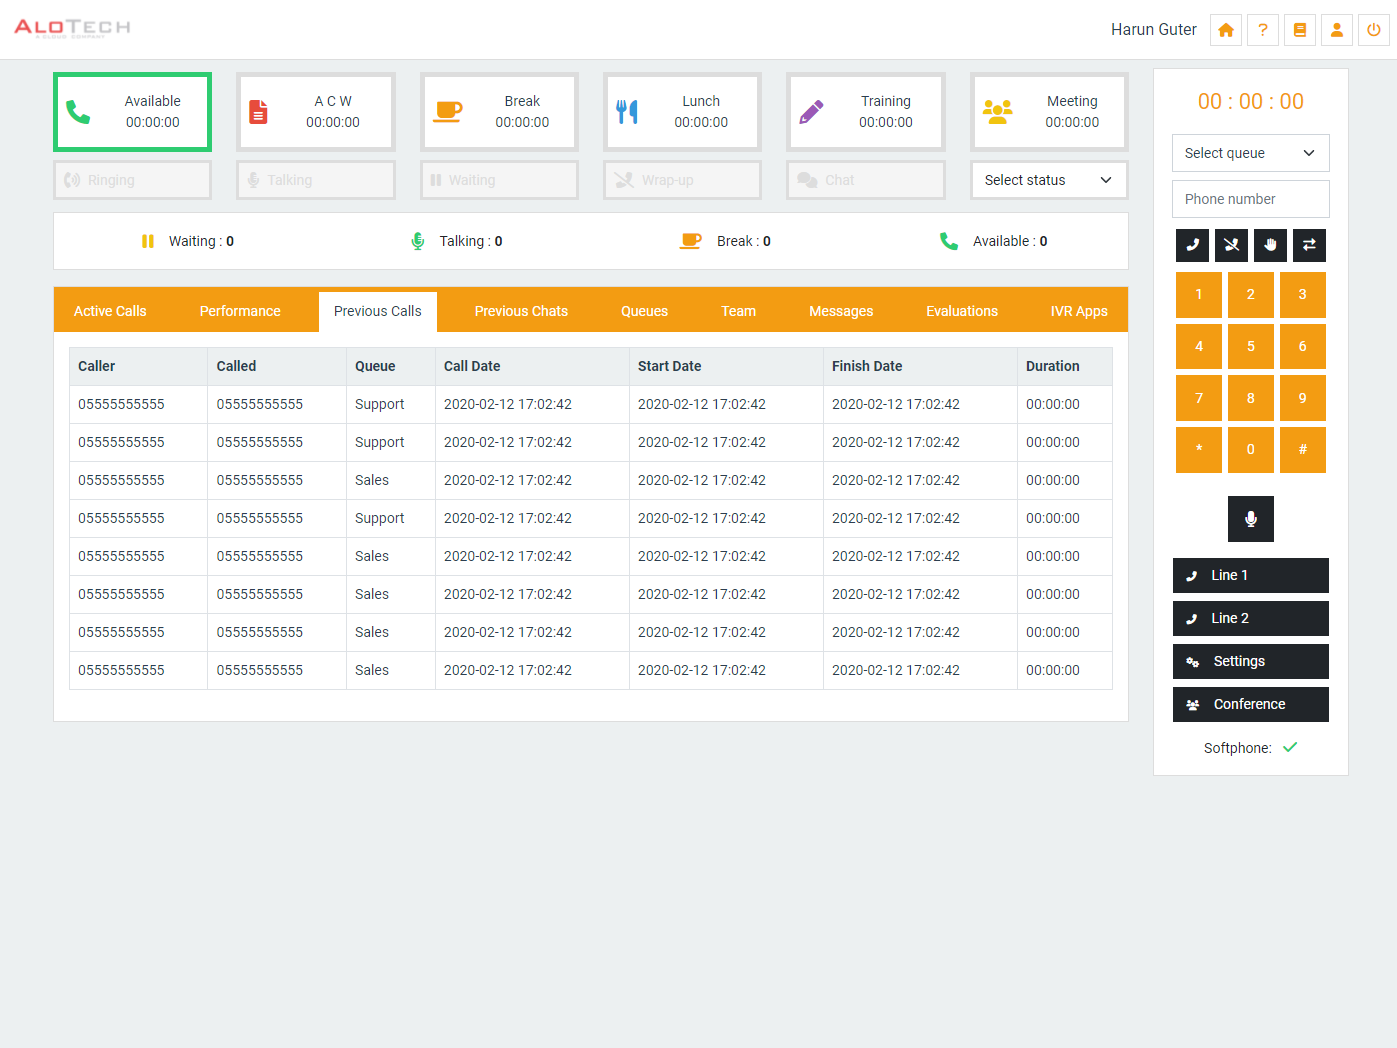 ALOTECH
A CLOUD COMPANY
Harun Guter
?
Available
00:00:00
A C W
00:00:00
Break
00:00:00
Lunch
00:00:00
Training
00:00:00
Meeting
00:00:00
Ringing
Talking
Waiting
Wrap-up
Chat
Select status
Waiting : 0
Talking : 0
Break : 0
Available : 0
Active Calls Performance Previous Calls Previous Chats Queues Team Messages Evaluations IVR Apps
Caller Called Queue Call Date Start Date Finish Date Duration
05555555555 05555555555 Support 2020-02-12 17:02:42 2020-02-12 17:02:42 2020-02-12 17:02:42 00:00:00
05555555555 05555555555 Support 2020-02-12 17:02:42 2020-02-12 17:02:42 2020-02-12 17:02:42 00:00:00
05555555555 05555555555 Sales 2020-02-12 17:02:42 2020-02-12 17:02:42 2020-02-12 17:02:42 00:00:00
05555555555 05555555555 Support 2020-02-12 17:02:42 2020-02-12 17:02:42 2020-02-12 17:02:42 00:00:00
05555555555 05555555555 Sales 2020-02-12 17:02:42 2020-02-12 17:02:42 2020-02-12 17:02:42 00:00:00
05555555555 05555555555 Sales 2020-02-12 17:02:42 2020-02-12 17:02:42 2020-02-12 17:02:42 00:00:00
05555555555 05555555555 Sales 2020-02-12 17:02:42 2020-02-12 17:02:42 2020-02-12 17:02:42 00:00:00
05555555555 05555555555 Sales 2020-02-12 17:02:42 2020-02-12 17:02:42 2020-02-12 17:02:42 00:00:00
00 : 00 : 00
Select queue
Phone number
1 2 3
4 5 6
7 8 9
* 0 #
Line 1
Line 2
Settings
Conference
Softphone: